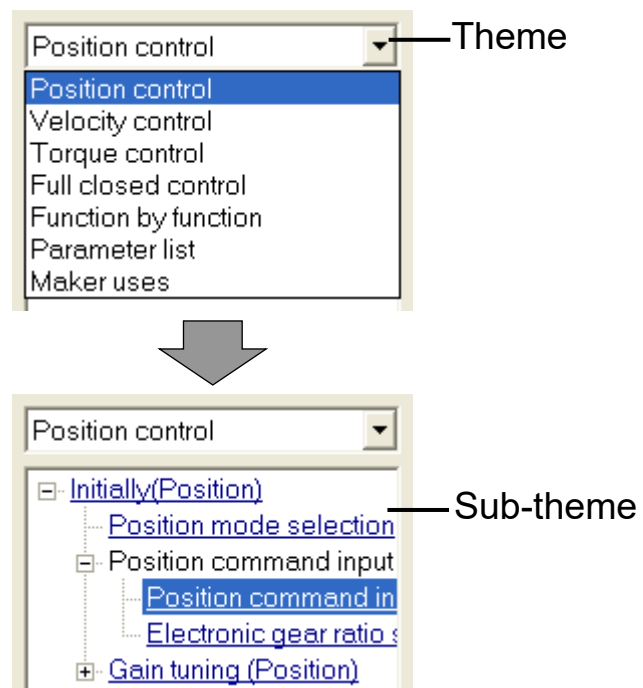 Position control
Theme
Position control
Velocity control
Torque control
Full closed control
Function by function
Parameter list
Maker uses
Position control
Initially(Position)
Sub-theme
Position mode selection
Position command input
Position command in
Electronic gear ratio s
Gain tuning (Position)